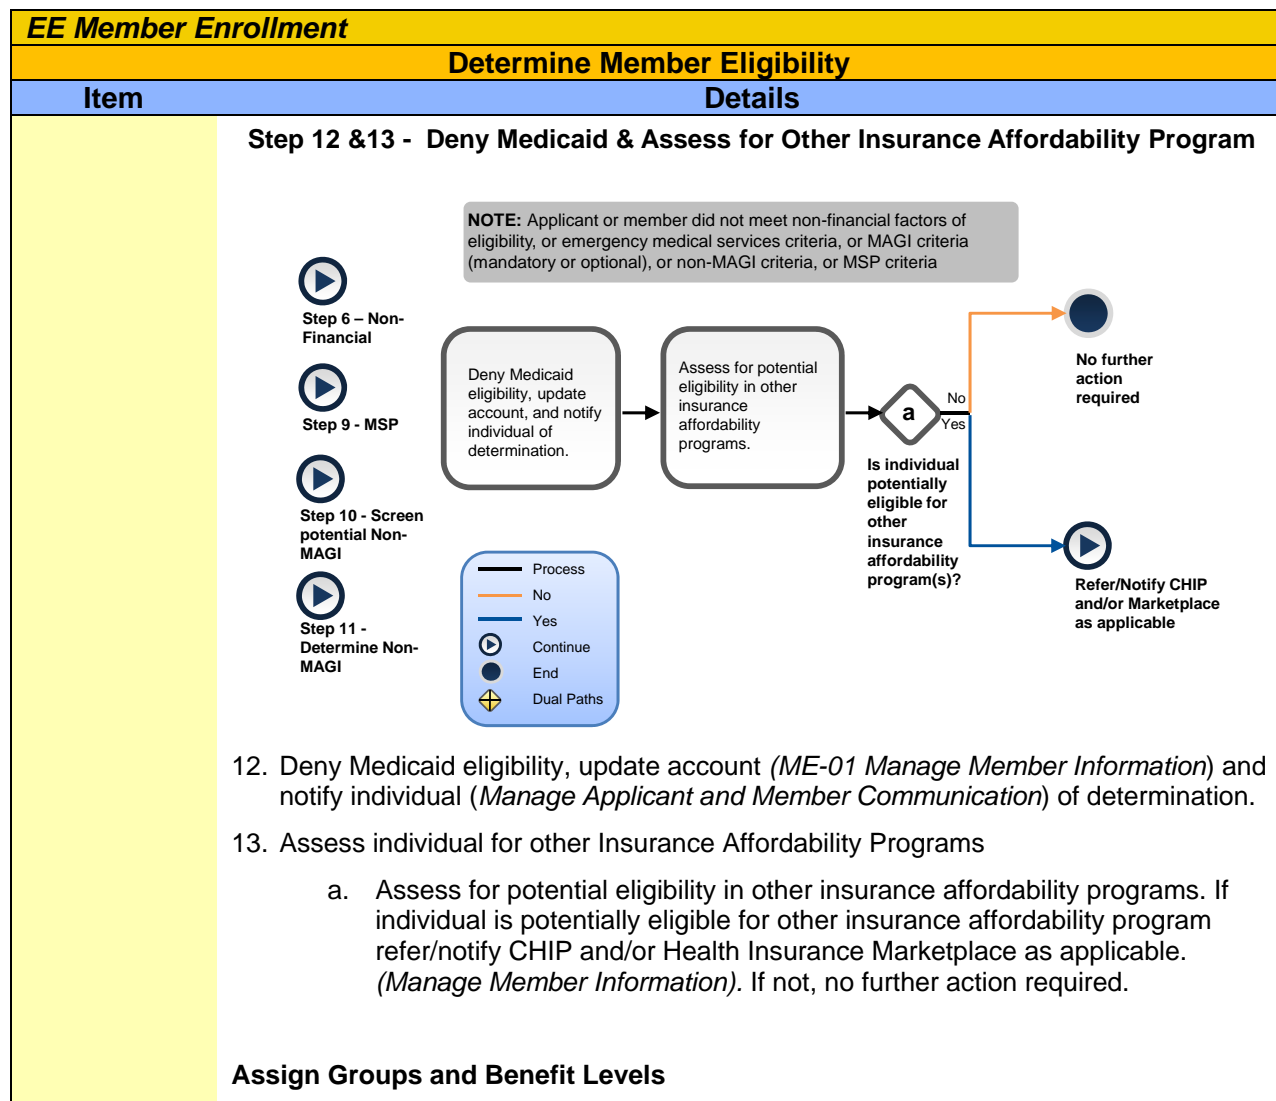 EE Member Enrollment
Determine Member Eligibility
Item
Details
Step 12 &13 - Deny Medicaid & Assess for Other Insurance Affordability Program
NOTE: Applicant or member did not meet non-financial factors of
eligibility, or emergency medical services criteria, or MAGI criteria
(mandatory or optional), or non-MAGI criteria, or MSP criteria
Step 6 – Non-
Financial
Step 9 - MSP
Step 10 - Screen
potential Non-
MAGI
Step 11 -
Determine Non-
MAGI
Deny Medicaid
eligibility, update
account, and notify
individual of
determination.
Assess for potential
eligibility in other
insurance
affordability
programs.
a
No
Yes
Is individual
potentially
eligible for
other
insurance
affordability
program(s)?
No further
action
required
Refer/Notify CHIP
and/or Marketplace
as applicable
Process
No
Yes
Continue
End
Dual Paths
12. Deny Medicaid eligibility, update account (ME-01 Manage Member Information) and
notify individual (Manage Applicant and Member Communication) of determination.
13. Assess individual for other Insurance Affordability Programs
a. Assess for potential eligibility in other insurance affordability programs. If
individual is potentially eligible for other insurance affordability program
refer/notify CHIP and/or Health Insurance Marketplace as applicable.
(Manage Member Information). If not, no further action required.
Assign Groups and Benefit Levels